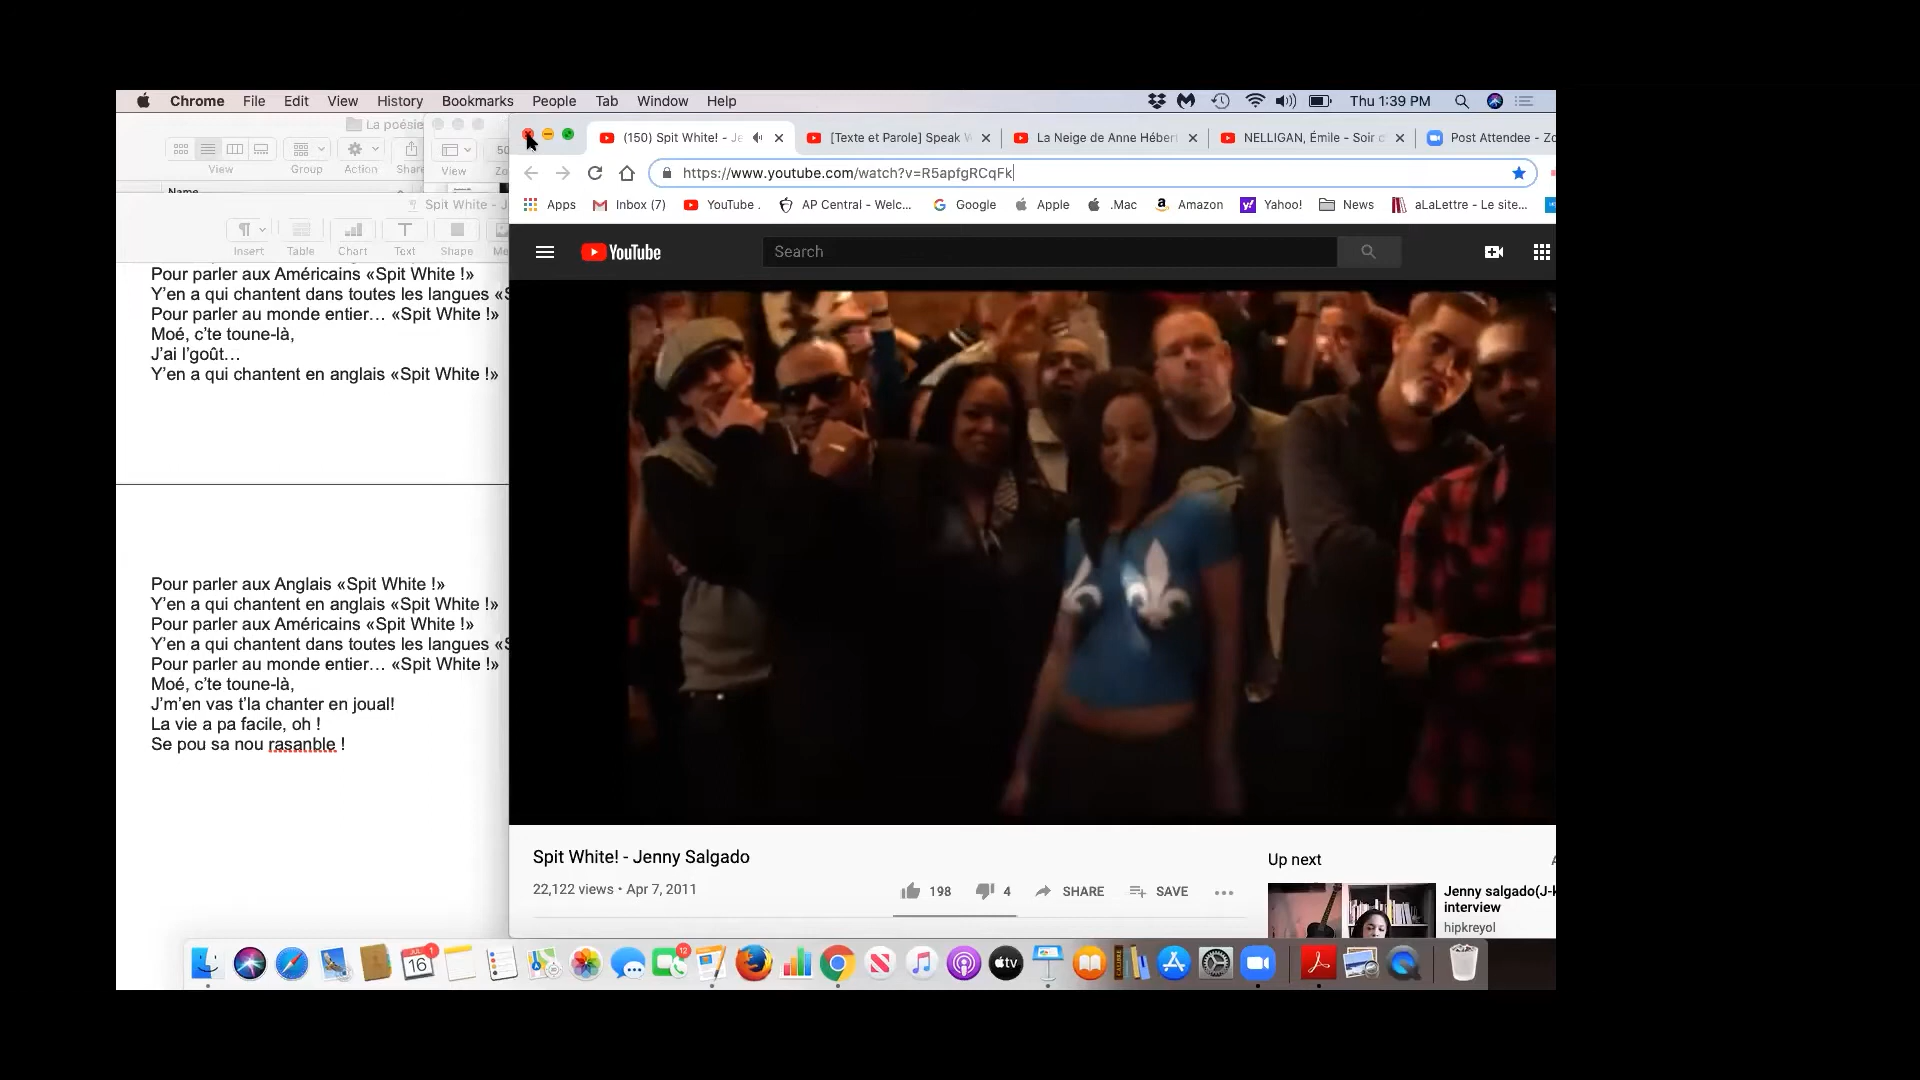 Chrome File Edit View History Bookmarks People Tab Window Help Thu 1:39 PM
La poésie
(150) Spit White! - Je
[Texte et Parole] Speak W
La Neige de Anne Hébert
NELLIGAN, Émile - Soir d
Post Attendee - Zo
https://www.youtube.com/watch?v=R5apfgRCqFk
View Group Action Share View
Name
Apps Inbox (7) YouTube . AP Central - Welc... Google Apple .Mac Amazon Yahoo! News aLaLettre - Le site...
Spit White - J
Insert Table Chart Text Shape
YouTube Search
Pour parler aux Américains «Spit White !»
Y’en a qui chantent dans toutes les langues «S
Pour parler au monde entier… «Spit White !»
Moé, c’te toune-là,
J’ai l’goût…
Y’en a qui chantent en anglais «Spit White !»
Pour parler aux Anglais «Spit White !»
Y’en a qui chantent en anglais «Spit White !»
Pour parler aux Américains «Spit White !»
Y’en a qui chantent dans toutes les langues «S
Pour parler au monde entier… «Spit White !»
Moé, c’te toune-là,
J’m’en vas t’la chanter en joual!
La vie a pa facile, oh !
Se pou sa nou rasanble !
Spit White! - Jenny Salgado
22,122 views • Apr 7, 2011
198 4 SHARE SAVE
Up next
Jenny salgado(J-k
interview
hipkreyol
JUL 16
1
12
tv